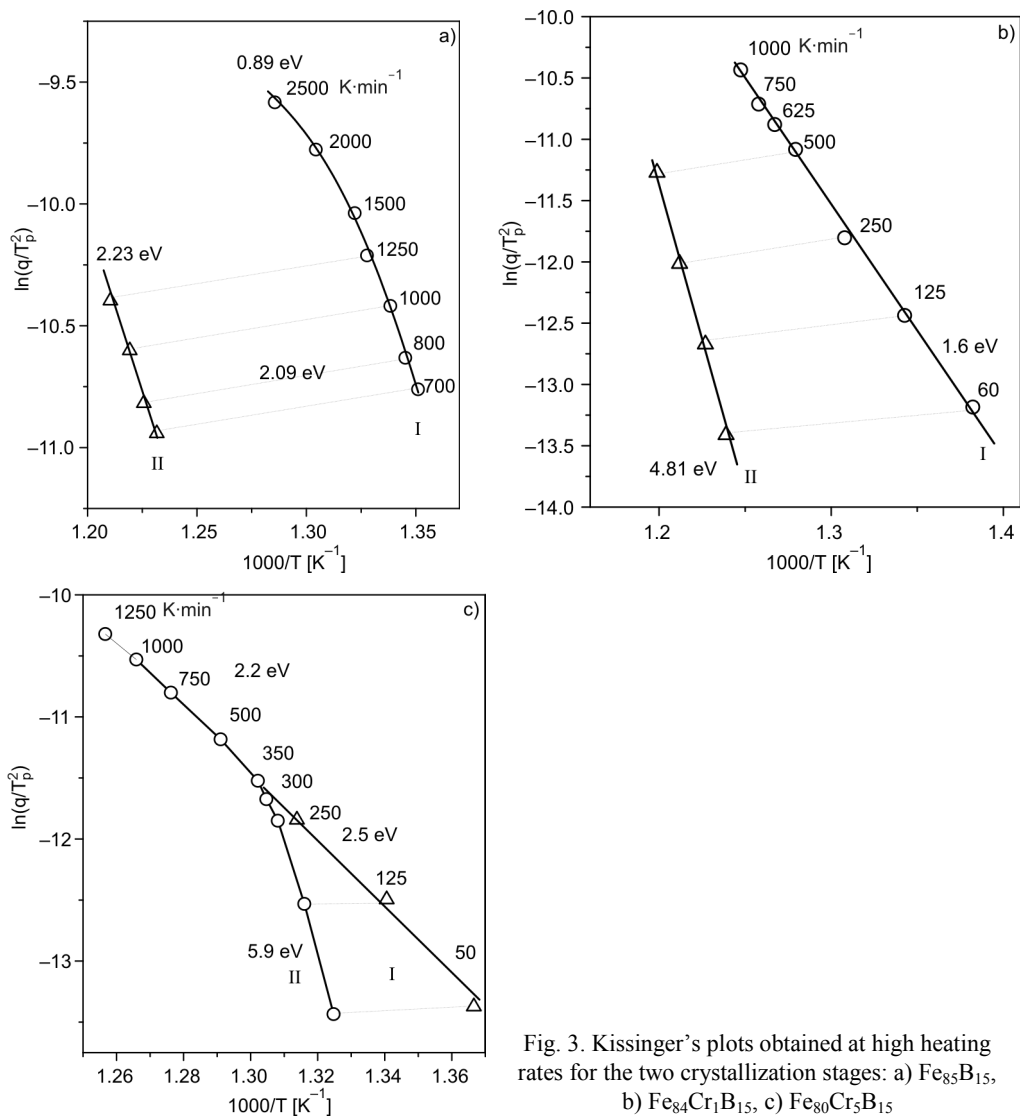 a)
0.89 eV
2500 K·min⁻¹
2000
1500
1250
1000
800
700
2.23 eV
2.09 eV
I
II
–9.5
–10.0
–10.5
–11.0
ln(q/T²ₚ)
1.20 1.25 1.30 1.35
1000/T [K⁻¹]
b)
1000 K·min⁻¹
750
625
500
250
125
1.6 eV
60
I
4.81 eV
II
–10.0
–10.5
–11.0
–11.5
–12.0
–12.5
–13.0
–13.5
–14.0
ln(q/T²ₚ)
1.2 1.3 1.4
1000/T [K⁻¹]
c)
1250 K·min⁻¹
1000
750
2.2 eV
500
350
300
250
2.5 eV
125
50
5.9 eV
II
I
–10
–11
–12
–13
ln(q/T²ₚ)
1.26 1.28 1.30 1.32 1.34 1.36
1000/T [K⁻¹]
Fig. 3. Kissinger’s plots obtained at high heating
rates for the two crystallization stages: a) Fe₈₅B₁₅,
b) Fe₈₄Cr₁B₁₅, c) Fe₈₀Cr₅B₁₅